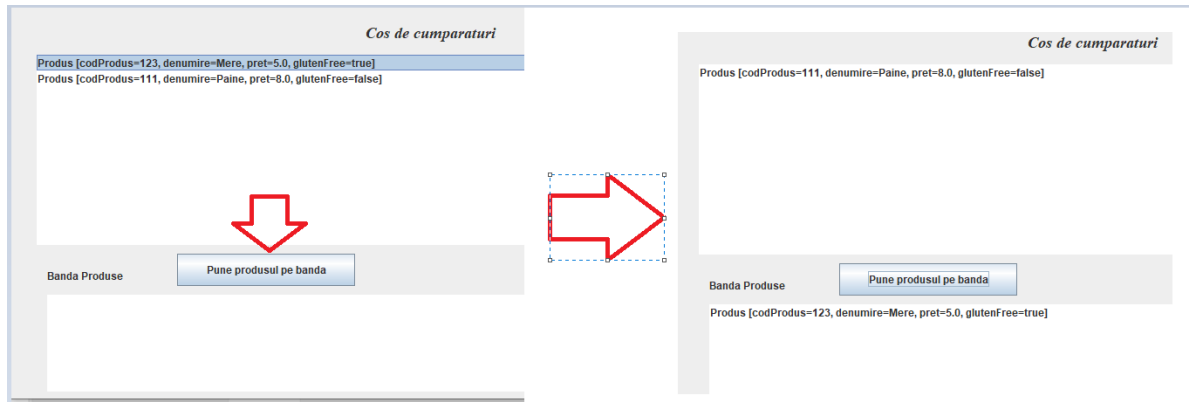 Cos de cumparaturi
Produs [codProdus=123, denumire=Mere, pret=5.0, glutenFree=true]
Produs [codProdus=111, denumire=Paine, pret=8.0, glutenFree=false]
Banda Produse
Pune produsul pe banda
Cos de cumparaturi
Produs [codProdus=111, denumire=Paine, pret=8.0, glutenFree=false]
Banda Produse
Pune produsul pe banda
Produs [codProdus=123, denumire=Mere, pret=5.0, glutenFree=true]